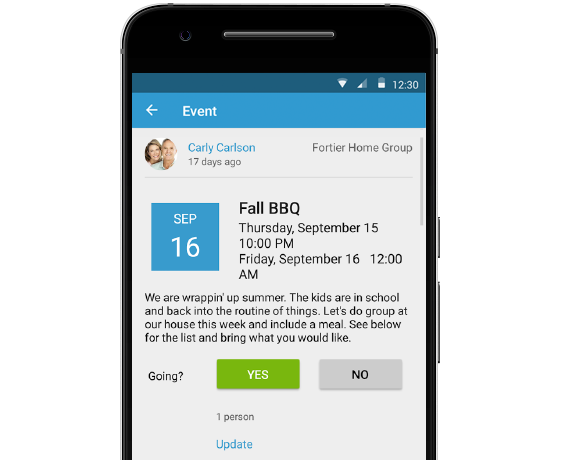 12:30
Event
Carly Carlson Fortier Home Group
17 days ago
SEP
16
Fall BBQ
Thursday, September 15
10:00 PM
Friday, September 16 12:00
AM
We are wrappin' up summer. The kids are in school
and back into the routine of things. Let's do group at
our house this week and include a meal. See below
for the list and bring what you would like.
Going? YES NO
1 person
Update